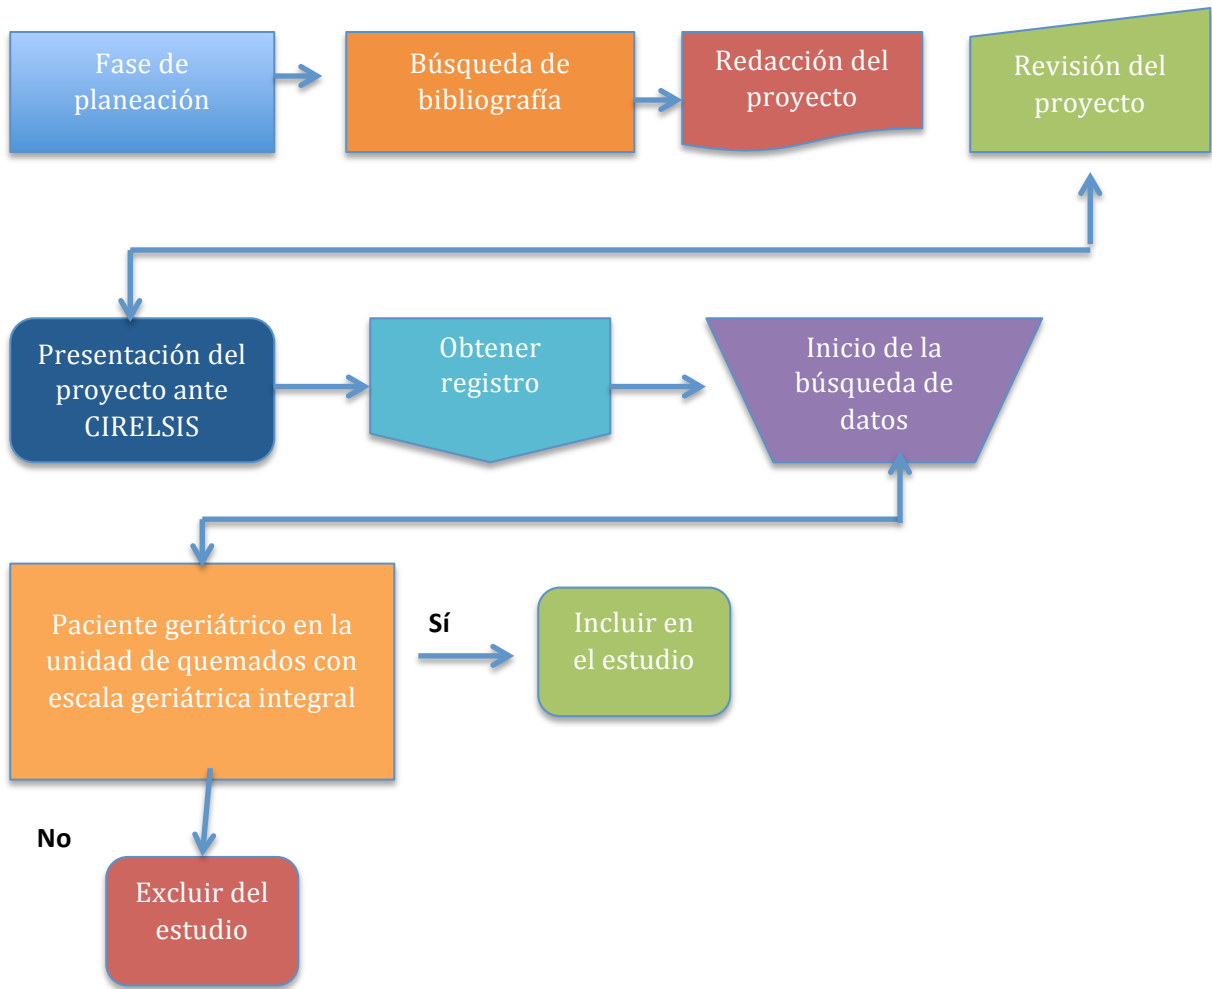 Fase de
planeación
Búsqueda de
bibliografía
Redacción del
proyecto
Revisión del
proyecto
Presentación del
proyecto ante
CIRELSIS
Obtener
registro
Inicio de la
búsqueda de
datos
Paciente geriátrico en la
unidad de quemados con
escala geriátrica integral
Sí
Incluir en
el estudio
No
Excluir del
estudio